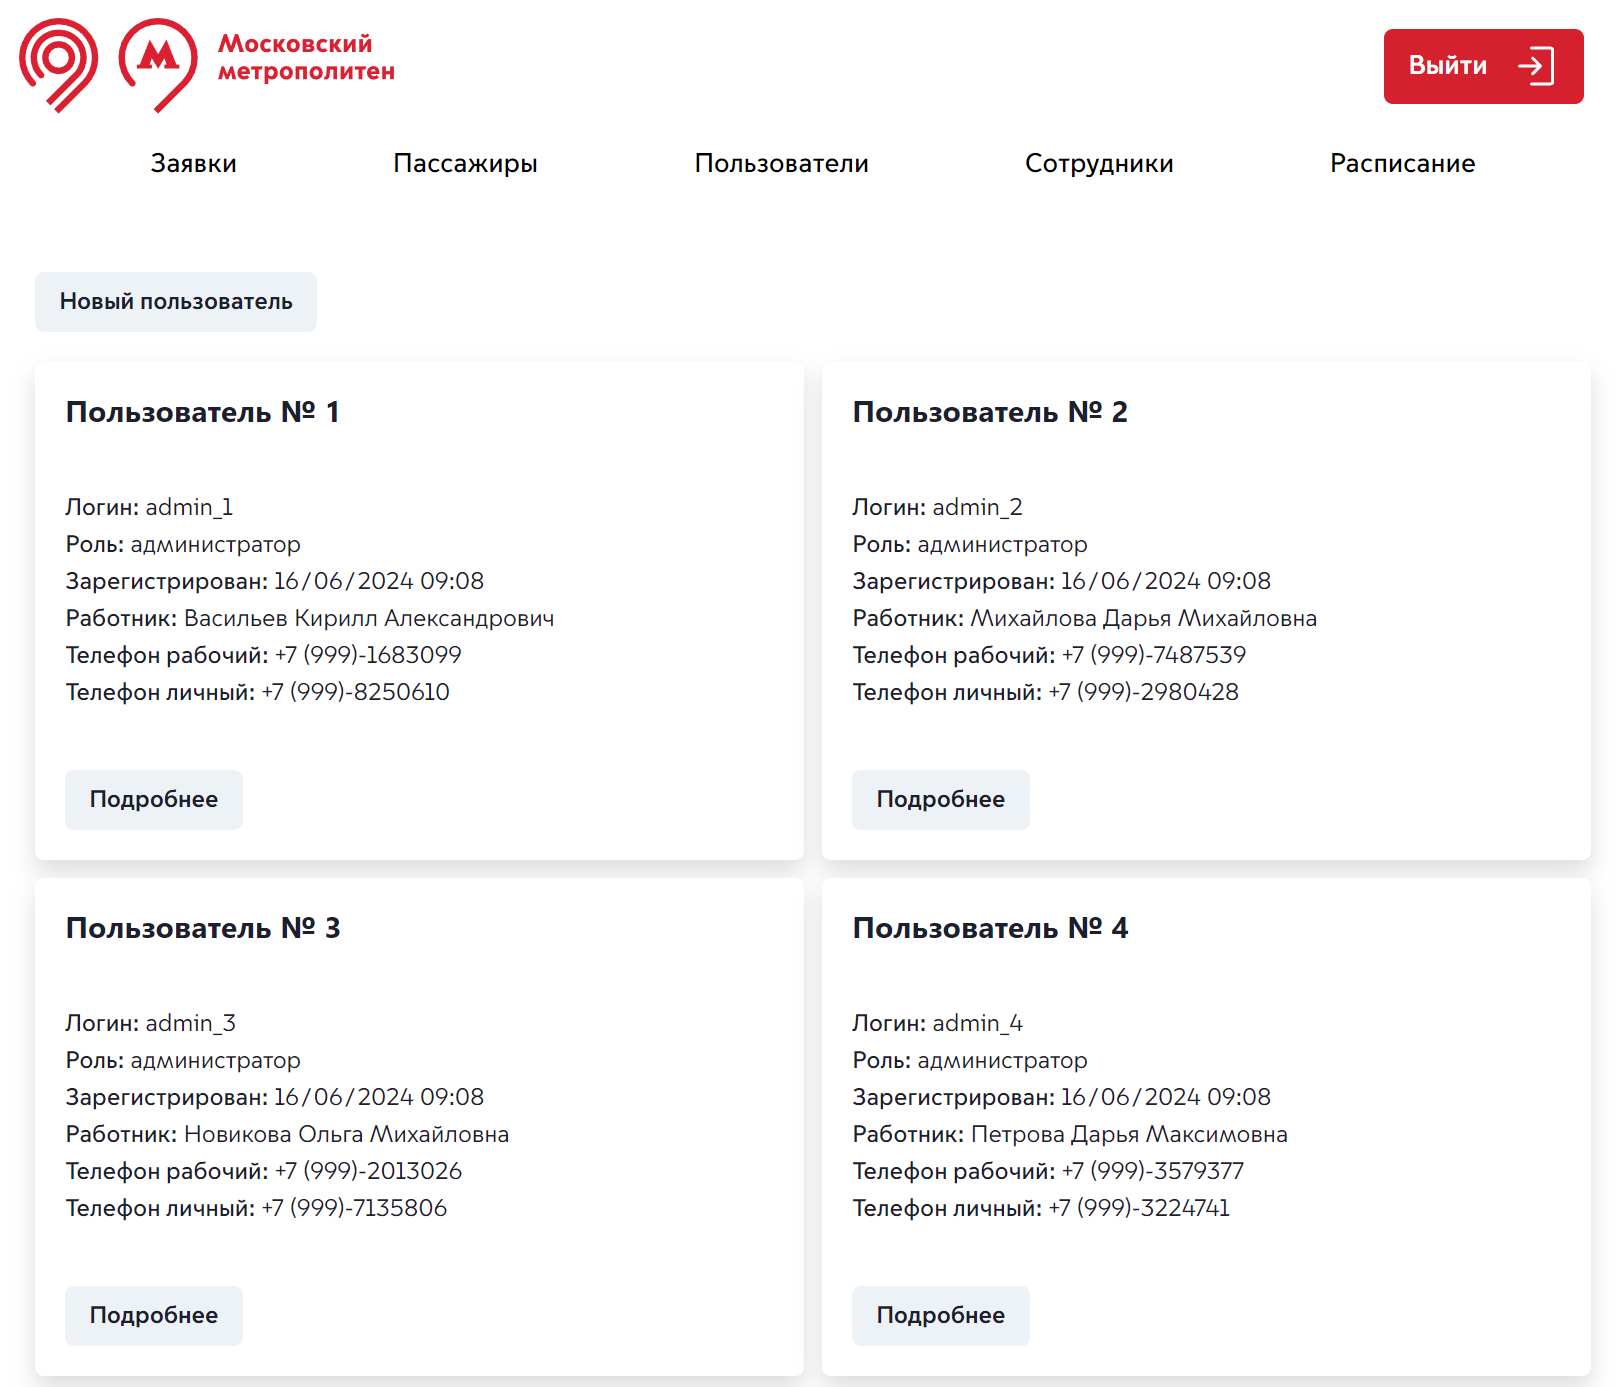 Московский
метрополитен
Выйти
Заявки Пассажиры Пользователи Сотрудники Расписание
Новый пользователь
Пользователь № 1
Логин: admin_1
Роль: администратор
Зарегистрирован: 16/06/2024 09:08
Работник: Васильев Кирилл Александрович
Телефон рабочий: +7 (999)-1683099
Телефон личный: +7 (999)-8250610
Подробнее
Пользователь № 2
Логин: admin_2
Роль: администратор
Зарегистрирован: 16/06/2024 09:08
Работник: Михайлова Дарья Михайловна
Телефон рабочий: +7 (999)-7487539
Телефон личный: +7 (999)-2980428
Подробнее
Пользователь № 3
Логин: admin_3
Роль: администратор
Зарегистрирован: 16/06/2024 09:08
Работник: Новикова Ольга Михайловна
Телефон рабочий: +7 (999)-2013026
Телефон личный: +7 (999)-7135806
Подробнее
Пользователь № 4
Логин: admin_4
Роль: администратор
Зарегистрирован: 16/06/2024 09:08
Работник: Петрова Дарья Максимовна
Телефон рабочий: +7 (999)-3579377
Телефон личный: +7 (999)-3224741
Подробнее